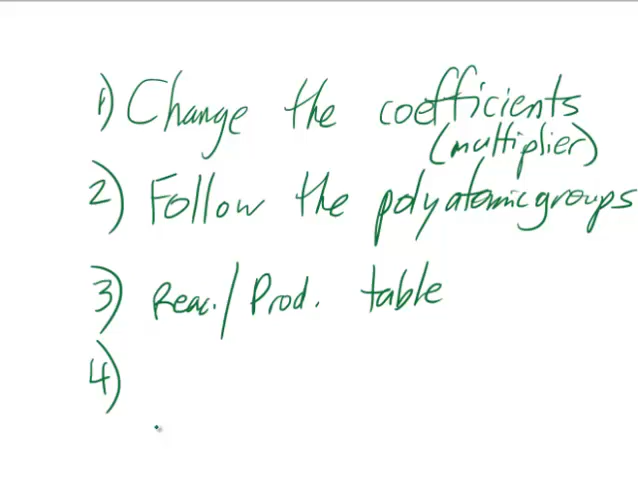 1) Change the coefficients
(multiplier)
2) Follow the polyatomic groups
3) Reac./Prod. table
4)